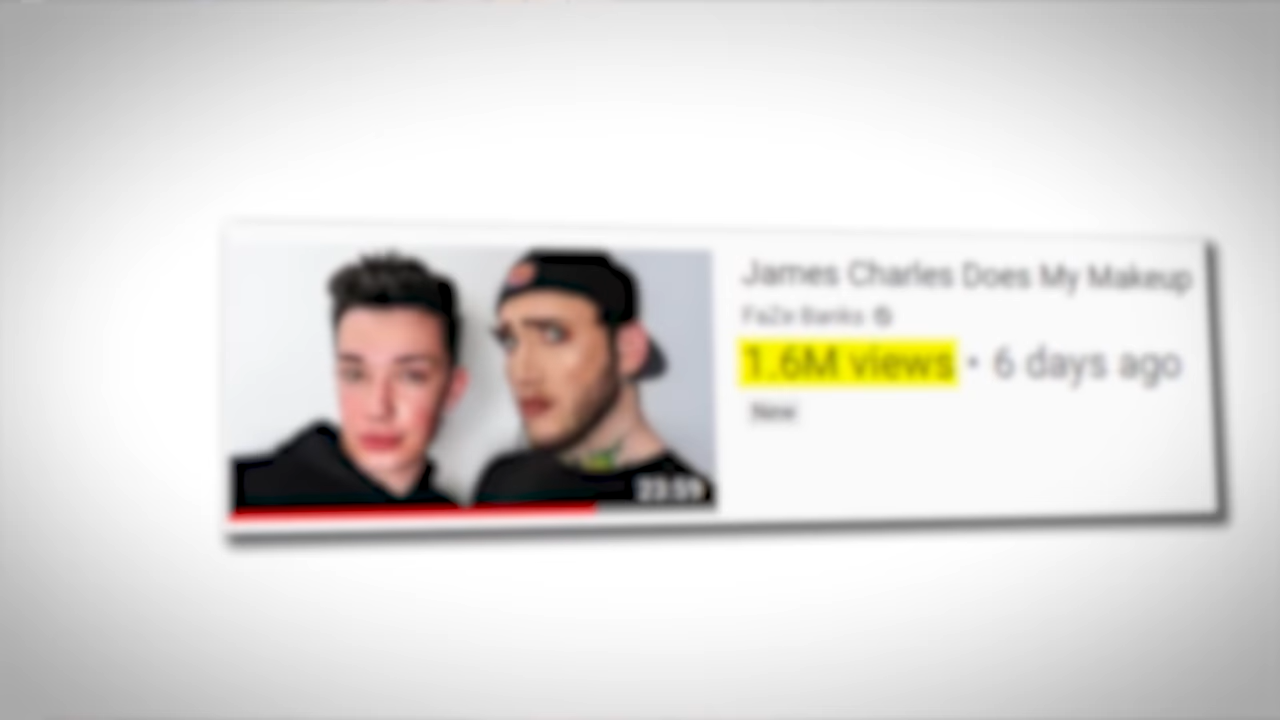 James Charles Does My Makeup
FaZe Banks
1.6M views • 6 days ago
New
23:59